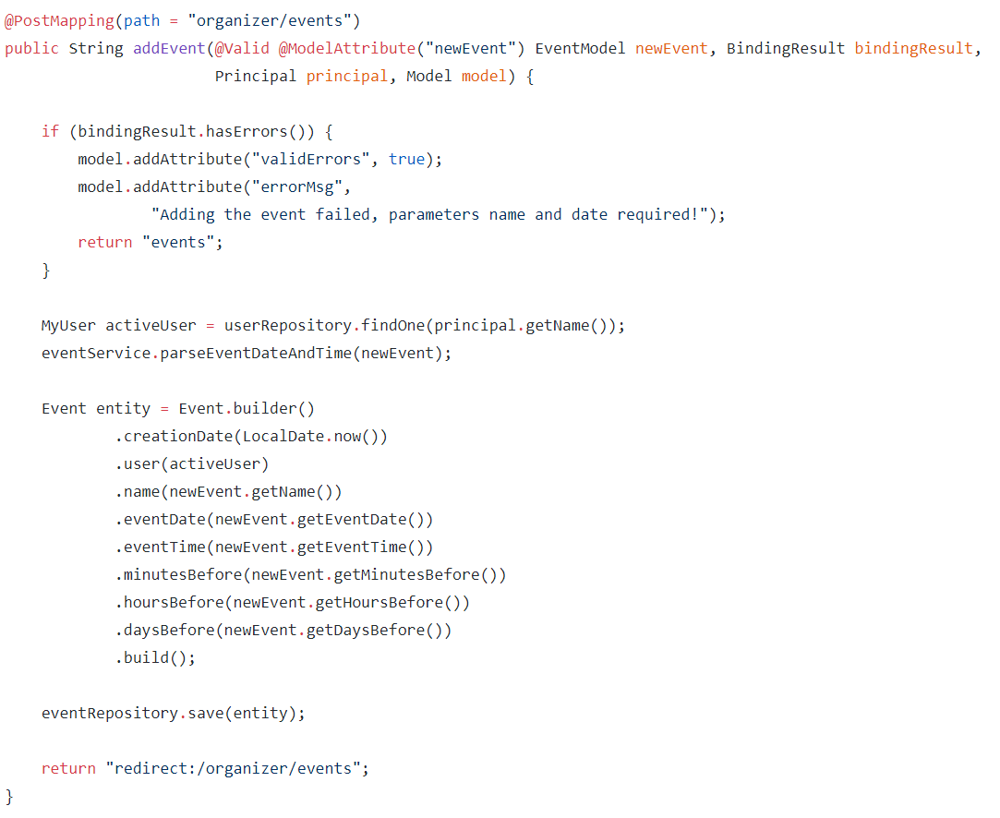 @PostMapping(path = "organizer/events")
public String addEvent(@Valid @ModelAttribute("newEvent") EventModel newEvent, BindingResult bindingResult,
                       Principal principal, Model model) {

    if (bindingResult.hasErrors()) {
        model.addAttribute("validErrors", true);
        model.addAttribute("errorMsg",
                "Adding the event failed, parameters name and date required!");
        return "events";
    }

    MyUser activeUser = userRepository.findOne(principal.getName());
    eventService.parseEventDateAndTime(newEvent);

    Event entity = Event.builder()
            .creationDate(LocalDate.now())
            .user(activeUser)
            .name(newEvent.getName())
            .eventDate(newEvent.getEventDate())
            .eventTime(newEvent.getEventTime())
            .minutesBefore(newEvent.getMinutesBefore())
            .hoursBefore(newEvent.getHoursBefore())
            .daysBefore(newEvent.getDaysBefore())
            .build();

    eventRepository.save(entity);

    return "redirect:/organizer/events";
}